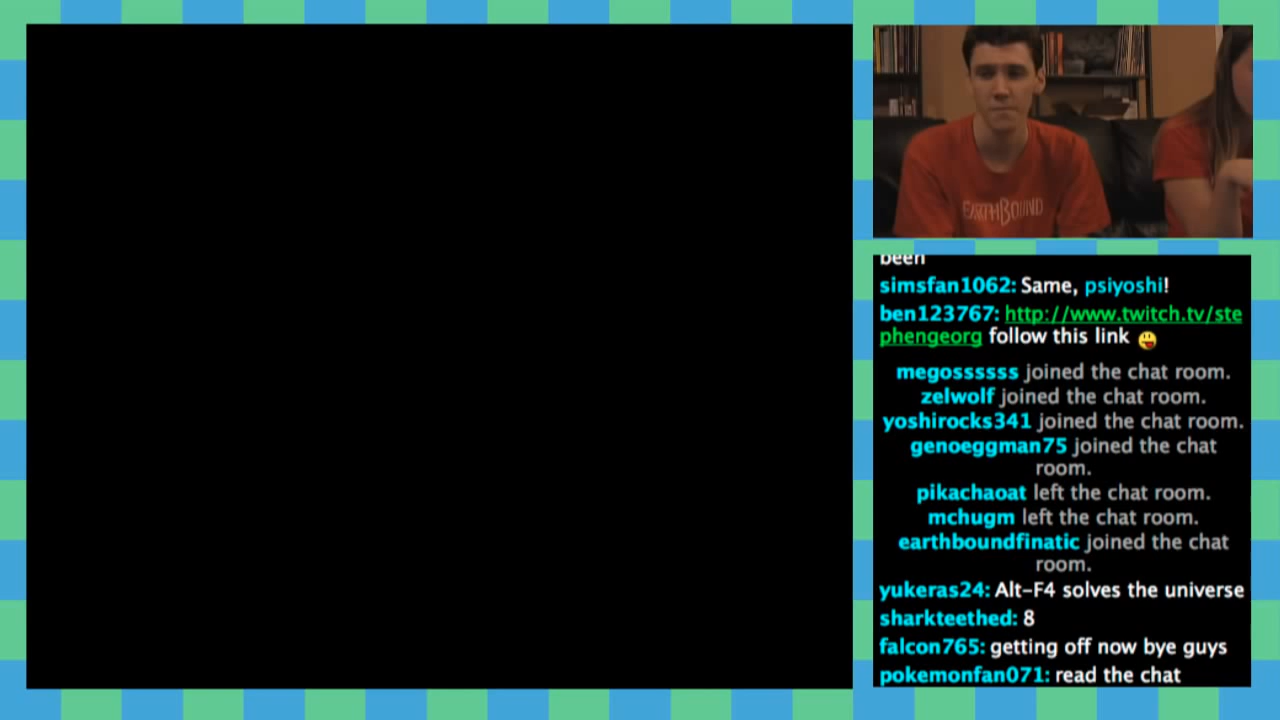 EARTHBOUND
been
simsfan1062: Same, psiyoshi!
ben123767: http://www.twitch.tv/ste
phengeorg follow this link
megossssss joined the chat room.
zelwolf joined the chat room.
yoshirocks341 joined the chat room.
genoeggman75 joined the chat
room.
pikachaoat left the chat room.
mchugm left the chat room.
earthboundfinatic joined the chat
room.
yukeras24: Alt-F4 solves the universe
sharkteethed: 8
falcon765: getting off now bye guys
pokemonfan071: read the chat